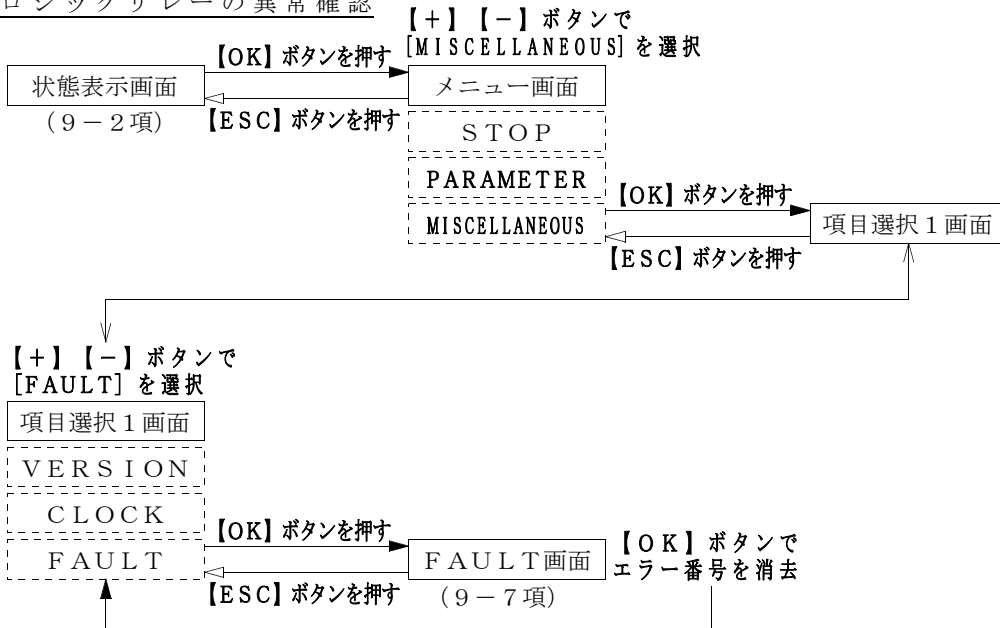 ロジックリレーの異常確認
【＋】【－】ボタンで
[MISCELLANEOUS]を選択
【OK】ボタンを押す
状態表示画面
メニュー画面
（９－２項）
【ESC】ボタンを押す
ＳＴＯＰ
PARAMETER
MISCELLANEOUS
【OK】ボタンを押す
項目選択１画面
【ESC】ボタンを押す
【＋】【－】ボタンで
[FAULT]を選択
項目選択１画面
ＶＥＲＳＩＯＮ
ＣＬＯＣＫ
ＦＡＵＬＴ
【OK】ボタンを押す
ＦＡＵＬＴ画面
【ESC】ボタンを押す
（９－７項）
【OK】ボタンで
エラー番号を消去